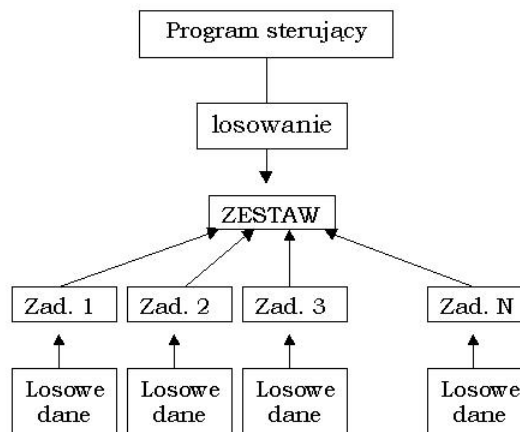 Program sterujący
losowanie
ZESTAW
Zad. 1
Zad. 2
Zad. 3
Zad. N
Losowe
dane
Losowe
dane
Losowe
dane
Losowe
dane